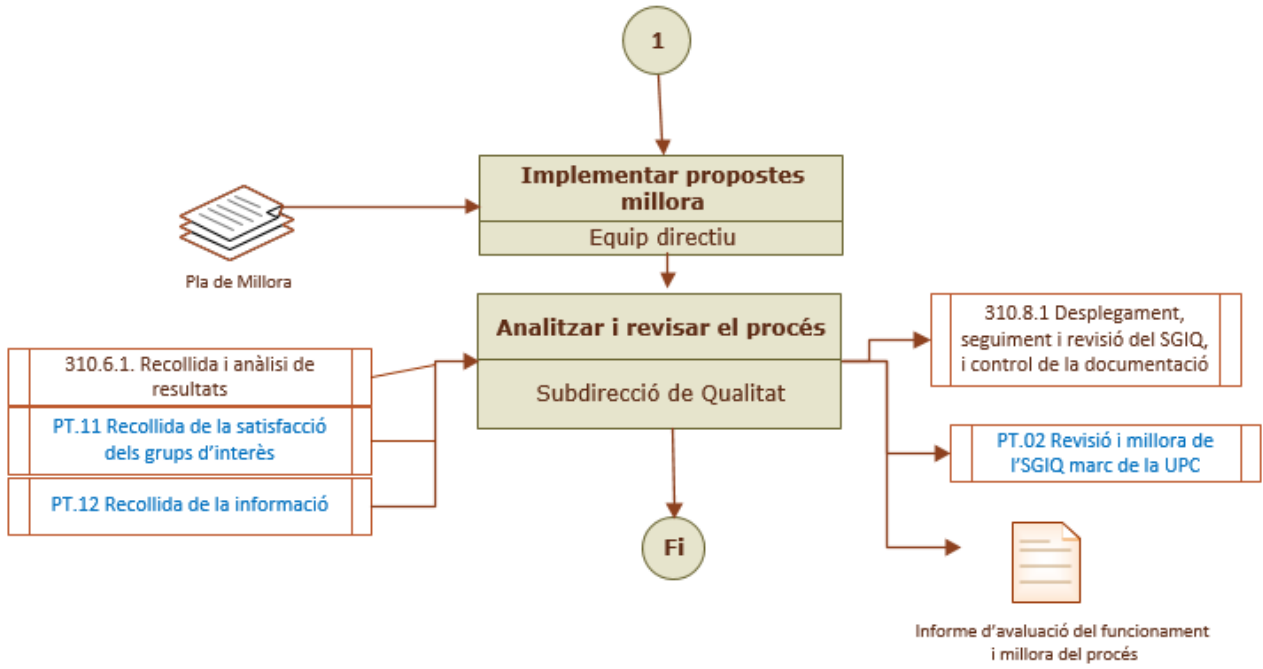 1
Implementar propostes
millora
Equip directiu
Pla de Millora
Analitzar i revisar el procés
Subdirecció de Qualitat
310.6.1. Recollida i anàlisi de
resultats
PT.11 Recollida de la satisfacció
dels grups d'interès
PT.12 Recollida de la informació
310.8.1 Desplegament,
seguiment i revisió del SGIQ,
i control de la documentació
PT.02 Revisió i millora de
l'SGIQ marc de la UPC
Fi
Informe d'avaluació del funcionament
i millora del procés